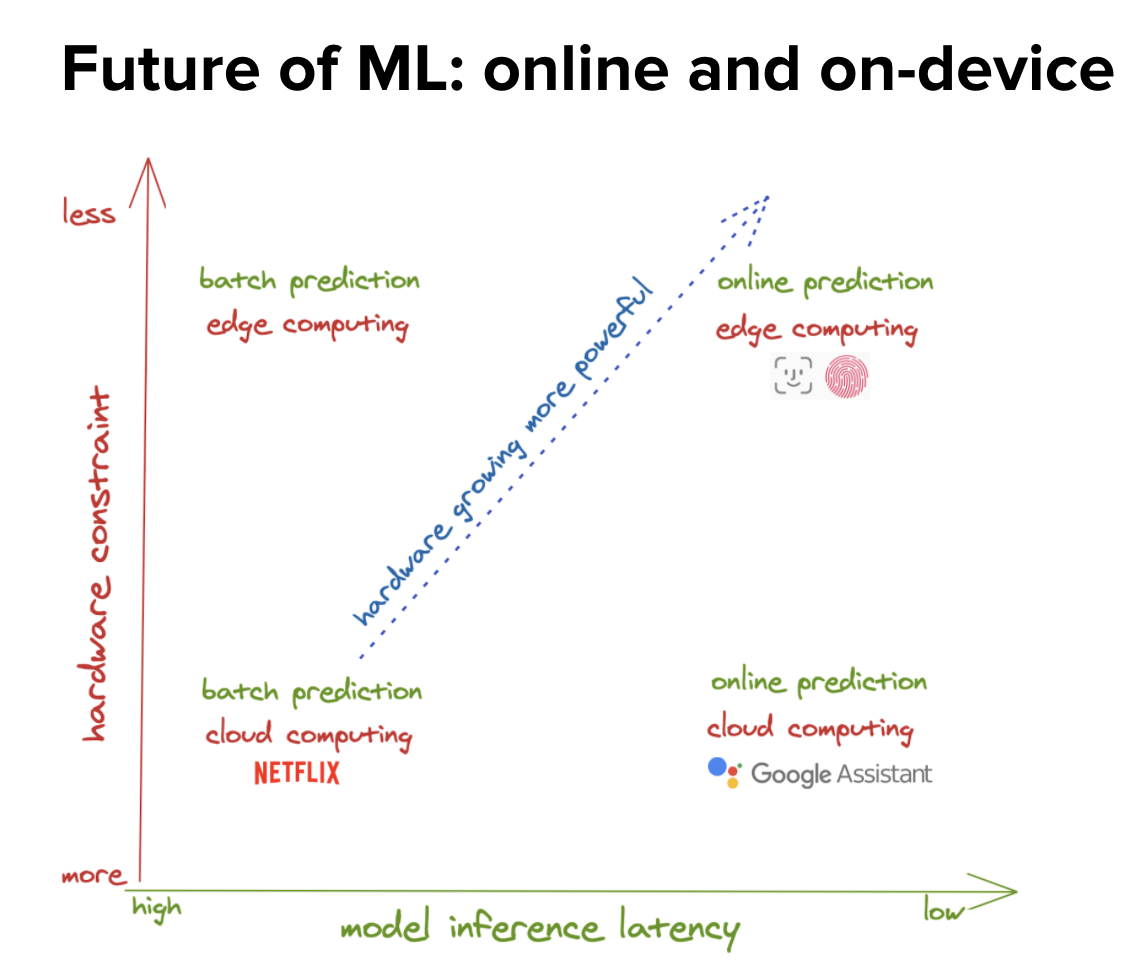 Future of ML: online and on-device
less
batch prediction
edge computing
online prediction
edge computing
hardware growing more powerful
hardware constraint
batch prediction
cloud computing
NETFLIX
online prediction
cloud computing
Google Assistant
more
high
low
model inference latency